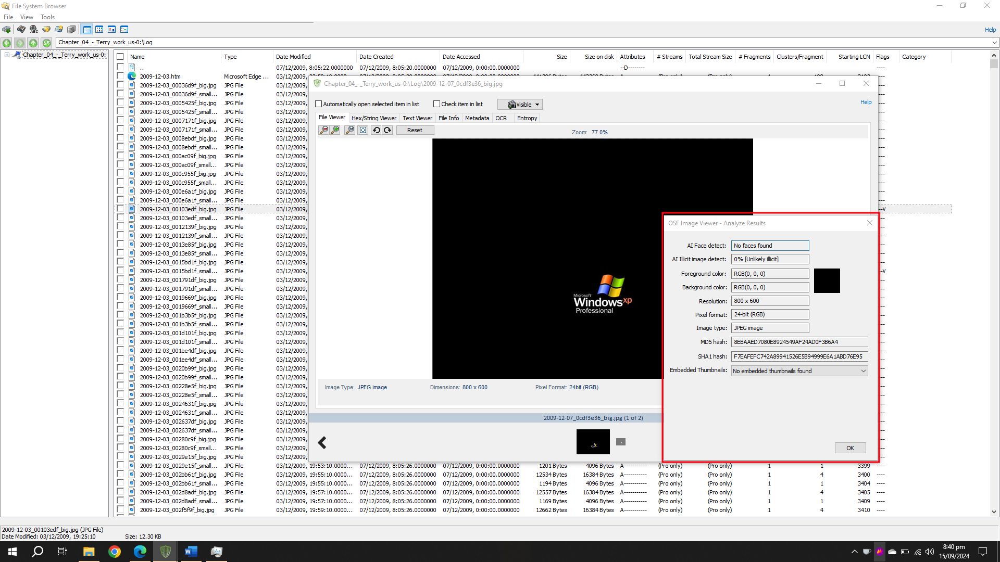 File System Browser
File View Tools
Help
Chapter_04_-_Terry_work_us-0:\Log
Chapter_04_-_Terry_work_us-0:
Name Type Date Modified Date Created Date Accessed Size Size on disk Attributes # Streams Total Stream Size # Fragments Clusters/Fragment Starting LCN Flags Category
.. 07/12/2009, 8:05:22.0000000 07/12/2009, 8:05:20.0000000 07/12/2009, 0:00:00.0000000 --D-------- ----
2009-12-03.htm Microsoft Edge ... 03/12/2009,
2009-12-03_00036d9f_big.jpg JPG File 03/12/2009,
2009-12-03_00036d9f_small... JPG File 03/12/2009,
2009-12-03_0005425f_big.jpg JPG File 03/12/2009,
2009-12-03_0005425f_small... JPG File 03/12/2009,
2009-12-03_0007171f_big.jpg JPG File 03/12/2009,
2009-12-03_0007171f_small... JPG File 03/12/2009,
2009-12-03_0008ebdf_big.jpg JPG File 03/12/2009,
2009-12-03_0008ebdf_small... JPG File 03/12/2009,
2009-12-03_000ac09f_big.jpg JPG File 03/12/2009,
2009-12-03_000ac09f_small... JPG File 03/12/2009,
2009-12-03_000c955f_big.jpg JPG File 03/12/2009,
2009-12-03_000c955f_small... JPG File 03/12/2009,
2009-12-03_000e6a1f_big.jpg JPG File 03/12/2009,
2009-12-03_000e6a1f_small... JPG File 03/12/2009,
2009-12-03_00103edf_big.jpg JPG File 03/12/2009, --V
2009-12-03_00103edf_small... JPG File 03/12/2009,
2009-12-03_0012139f_big.jpg JPG File 03/12/2009,
2009-12-03_0012139f_small... JPG File 03/12/2009,
2009-12-03_0013e85f_big.jpg JPG File 03/12/2009,
2009-12-03_0013e85f_small... JPG File 03/12/2009,
2009-12-03_0015bd1f_big.jpg JPG File 03/12/2009,
2009-12-03_0015bd1f_small... JPG File 03/12/2009, --V
2009-12-03_001791df_big.jpg JPG File 03/12/2009,
2009-12-03_001791df_small... JPG File 03/12/2009,
2009-12-03_0019669f_big.jpg JPG File 03/12/2009,
2009-12-03_0019669f_small... JPG File 03/12/2009,
2009-12-03_001b3b5f_big.jpg JPG File 03/12/2009,
2009-12-03_001b3b5f_small... JPG File 03/12/2009,
2009-12-03_001d101f_big.jpg JPG File 03/12/2009,
2009-12-03_001d101f_small... JPG File 03/12/2009,
2009-12-03_001ee4df_big.jpg JPG File 03/12/2009,
2009-12-03_001ee4df_small... JPG File 03/12/2009,
2009-12-03_0020b99f_big.jpg JPG File 03/12/2009,
2009-12-03_0020b99f_small... JPG File 03/12/2009,
2009-12-03_00228e5f_big.jpg JPG File 03/12/2009,
2009-12-03_00228e5f_small... JPG File 03/12/2009,
2009-12-03_0024631f_big.jpg JPG File 03/12/2009,
2009-12-03_0024631f_small... JPG File 03/12/2009,
2009-12-03_002637df_big.jpg JPG File 03/12/2009,
2009-12-03_002637df_small... JPG File 03/12/2009,
2009-12-03_00280c9f_big.jpg JPG File 03/12/2009,
2009-12-03_00280c9f_small... JPG File 03/12/2009,
2009-12-03_0029e15f_big.jpg JPG File 03/12/2009,
2009-12-03_0029e15f_small... JPG File 03/12/2009, 19:53:10.0000... 07/12/2009, 8:05:26.0000000 07/12/2009, 0:00:00.0000000 1201 Bytes 4096 Bytes A----------- (Pro only) (Pro only) 1 1 3399 ----
2009-12-03_002bb61f_big.jpg JPG File 03/12/2009, 19:55:10.0000... 07/12/2009, 8:05:26.0000000 07/12/2009, 0:00:00.0000000 12534 Bytes 16384 Bytes A----------- (Pro only) (Pro only) 1 4 3400 ----
2009-12-03_002bb61f_small... JPG File 03/12/2009, 19:55:10.0000... 07/12/2009, 8:05:26.0000000 07/12/2009, 0:00:00.0000000 1194 Bytes 4096 Bytes A----------- (Pro only) (Pro only) 1 1 3404 ----
2009-12-03_002d8adf_big.jpg JPG File 03/12/2009, 19:57:10.0000... 07/12/2009, 8:05:26.0000000 07/12/2009, 0:00:00.0000000 12557 Bytes 16384 Bytes A----------- (Pro only) (Pro only) 1 4 3405 ----
2009-12-03_002d8adf_small... JPG File 03/12/2009, 19:57:10.0000... 07/12/2009, 8:05:26.0000000 07/12/2009, 0:00:00.0000000 1169 Bytes 4096 Bytes A----------- (Pro only) (Pro only) 1 1 3409 ----
2009-12-03_002f5f9f_big.jpg JPG File 03/12/2009, 19:59:10.0000... 07/12/2009, 8:05:26.0000000 07/12/2009, 0:00:00.0000000 12662 Bytes 16384 Bytes A----------- (Pro only) (Pro only) 1 4 3410 ----
Chapter_04_-_Terry_work_us-0:\Log\2009-12-07_0cdf3e36_big.jpg
Automatically open selected item in list Check item in list Visible Help
File Viewer Hex/String Viewer Text Viewer File Info Metadata OCR Entropy
Reset Zoom: 77.0%
Microsoft
Windows xp
Professional
Image Type: JPEG image Dimensions: 800 x 600 Pixel Format: 24bit (RGB)
2009-12-07_0cdf3e36_big.jpg (1 of 2)
OSF Image Viewer - Analyze Results
AI Face detect: No faces found
AI Illicit image detect: 0% [Unlikely illicit]
Foreground color: RGB(0, 0, 0)
Background color: RGB(0, 0, 0)
Resolution: 800 x 600
Pixel format: 24-bit (RGB)
Image type: JPEG image
MD5 hash: 8EBAAED7080E8924549AF24AD0F3B6A4
SHA1 hash: F7EAFEFC742A89941526E5B94999E6A1ABD76E95
Embedded Thumbnails: No embedded thumbnails found
OK
2009-12-03_00103edf_big.jpg (JPG File)
Date Modified: 03/12/2009, 19:25:10 Size: 12.30 KB
8:40 pm
15/09/2024